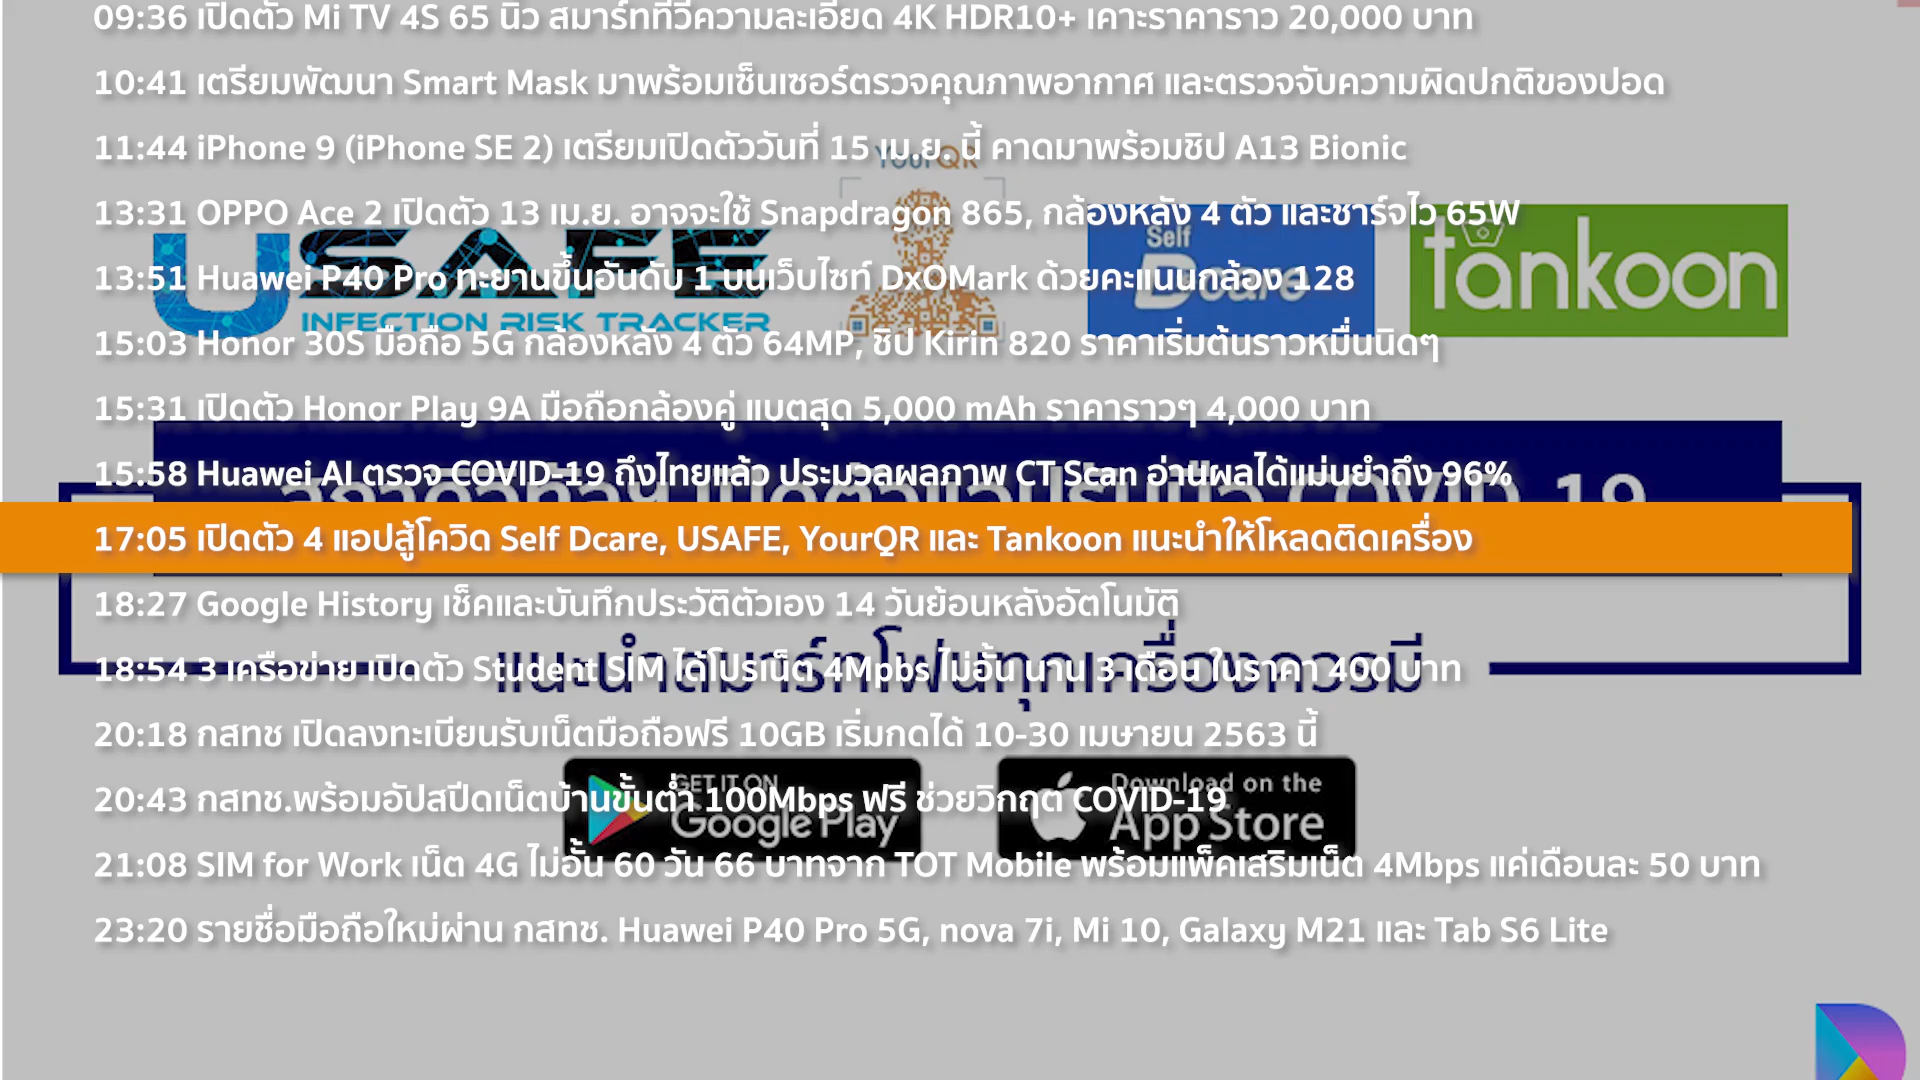 09:36 เปิดตัว Mi TV 4S 65 นิ้ว สมาร์ททีวีความละเอียด 4K HDR10+ เคาะราคาราว 20,000 บาท
10:41 เตรียมพัฒนา Smart Mask มาพร้อมเซ็นเซอร์ตรวจคุณภาพอากาศ และตรวจจับความผิดปกติของปอด
11:44 iPhone 9 (iPhone SE 2) เตรียมเปิดตัววันที่ 15 เม.ย. นี้ คาดมาพร้อมชิป A13 Bionic
YourQR
13:31 OPPO Ace 2 เปิดตัว 13 เม.ย. อาจจะใช้ Snapdragon 865, กล้องหลัง 4 ตัว และชาร์จไว 65W
USAFE
Self Dcare
tankoon
13:51 Huawei P40 Pro ทะยานขึ้นอันดับ 1 บนเว็บไซท์ DxOMark ด้วยคะแนนกล้อง 128
INFECTION RISK TRACKER
15:03 Honor 30S มือถือ 5G กล้องหลัง 4 ตัว 64MP, ชิป Kirin 820 ราคาเริ่มต้นราวหมื่นนิดๆ
15:31 เปิดตัว Honor Play 9A มือถือกล้องคู่ แบตสุด 5,000 mAh ราคาราวๆ 4,000 บาท
15:58 Huawei AI ตรวจ COVID-19 ถึงไทยแล้ว ประมวลผลภาพ CT Scan อ่านผลได้แม่นยำถึง 96%
COVID-19
17:05 เปิดตัว 4 แอปสู้โควิด Self Dcare, USAFE, YourQR และ Tankoon แนะนำให้โหลดติดเครื่อง
18:27 Google History เช็คและบันทึกประวัติตัวเอง 14 วันย้อนหลังอัตโนมัติ
แนะนำสมาร์ทโฟนทุกเครื่องควรมี
18:54 3 เครือข่าย เปิดตัว Student SIM ได้โปรเน็ต 4Mpbs ไม่อั้น นาน 3 เดือน ในราคา 400 บาท
20:18 กสทช เปิดลงทะเบียนรับเน็ตมือถือฟรี 10GB เริ่มกดได้ 10-30 เมษายน 2563 นี้
GET IT ON Google Play
Download on the App Store
20:43 กสทช.พร้อมอัปสปีดเน็ตบ้านขั้นต่ำ 100Mbps ฟรี ช่วยวิกฤต COVID-19
21:08 SIM for Work เน็ต 4G ไม่อั้น 60 วัน 66 บาทจาก TOT Mobile พร้อมแพ็คเสริมเน็ต 4Mbps แค่เดือนละ 50 บาท
23:20 รายชื่อมือถือใหม่ผ่าน กสทช. Huawei P40 Pro 5G, nova 7i, Mi 10, Galaxy M21 และ Tab S6 Lite